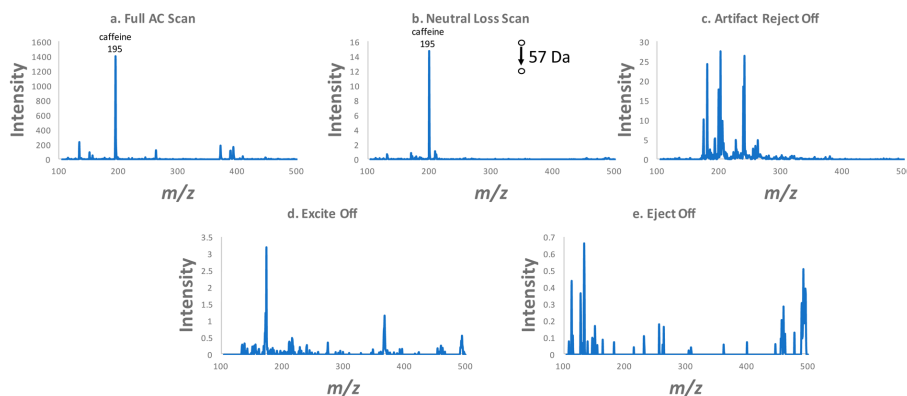 a. Full AC Scan
caffeine
195
1600
1400
1200
1000
800
600
400
200
0
Intensity
100 200 300 400 500
m/z
b. Neutral Loss Scan
caffeine
195
57 Da
16
14
12
10
8
6
4
2
0
Intensity
100 200 300 400 500
m/z
c. Artifact Reject Off
30
25
20
15
10
5
0
Intensity
100 200 300 400 500
m/z
d. Excite Off
3.5
3
2.5
2
1.5
1
0.5
0
Intensity
100 200 300 400 500
m/z
e. Eject Off
0.7
0.6
0.5
0.4
0.3
0.2
0.1
0
Intensity
100 200 300 400 500
m/z